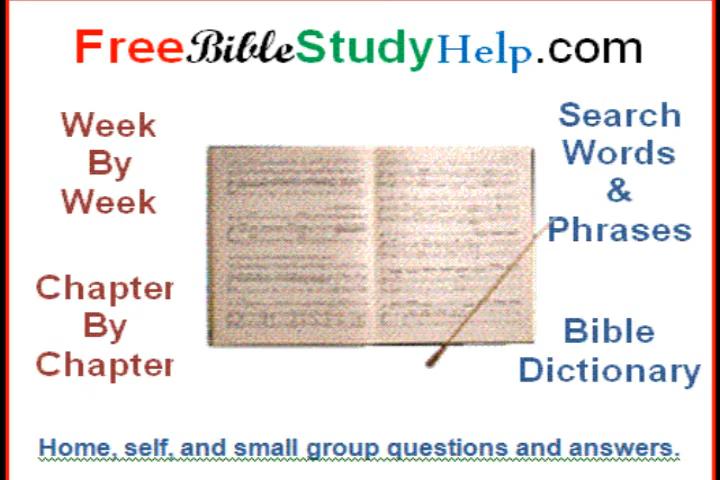 FreeBibleStudyHelp.com
Week
By
Week
Chapter
By
Chapter
Search
Words
&
Phrases
Bible
Dictionary
Home, self, and small group questions and answers.